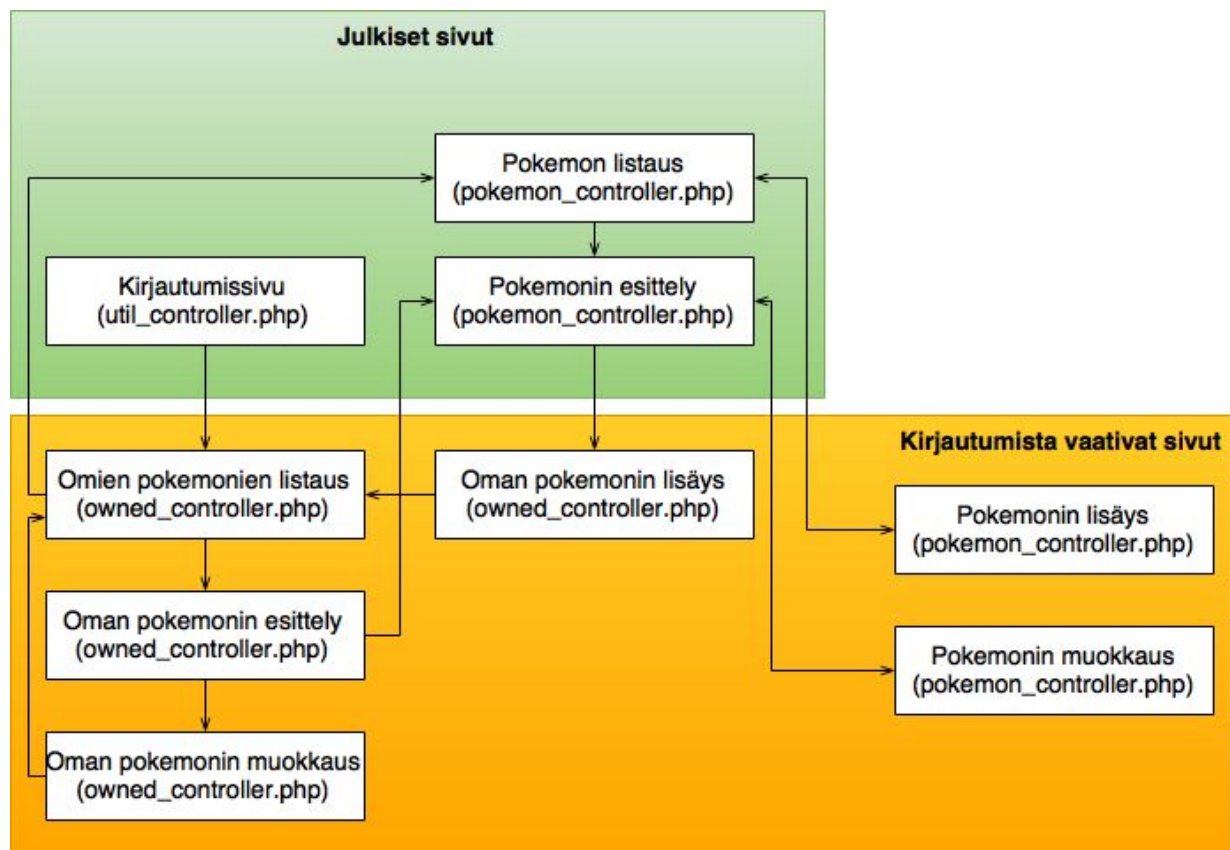 Julkiset sivut
Pokemon listaus
(pokemon_controller.php)
Kirjautumissivu
(util_controller.php)
Pokemonin esittely
(pokemon_controller.php)
Kirjautumista vaativat sivut
Omien pokemonien listaus
(owned_controller.php)
Oman pokemonin lisäys
(owned_controller.php)
Pokemonin lisäys
(pokemon_controller.php)
Oman pokemonin esittely
(owned_controller.php)
Pokemonin muokkaus
(pokemon_controller.php)
Oman pokemonin muokkaus
(owned_controller.php)